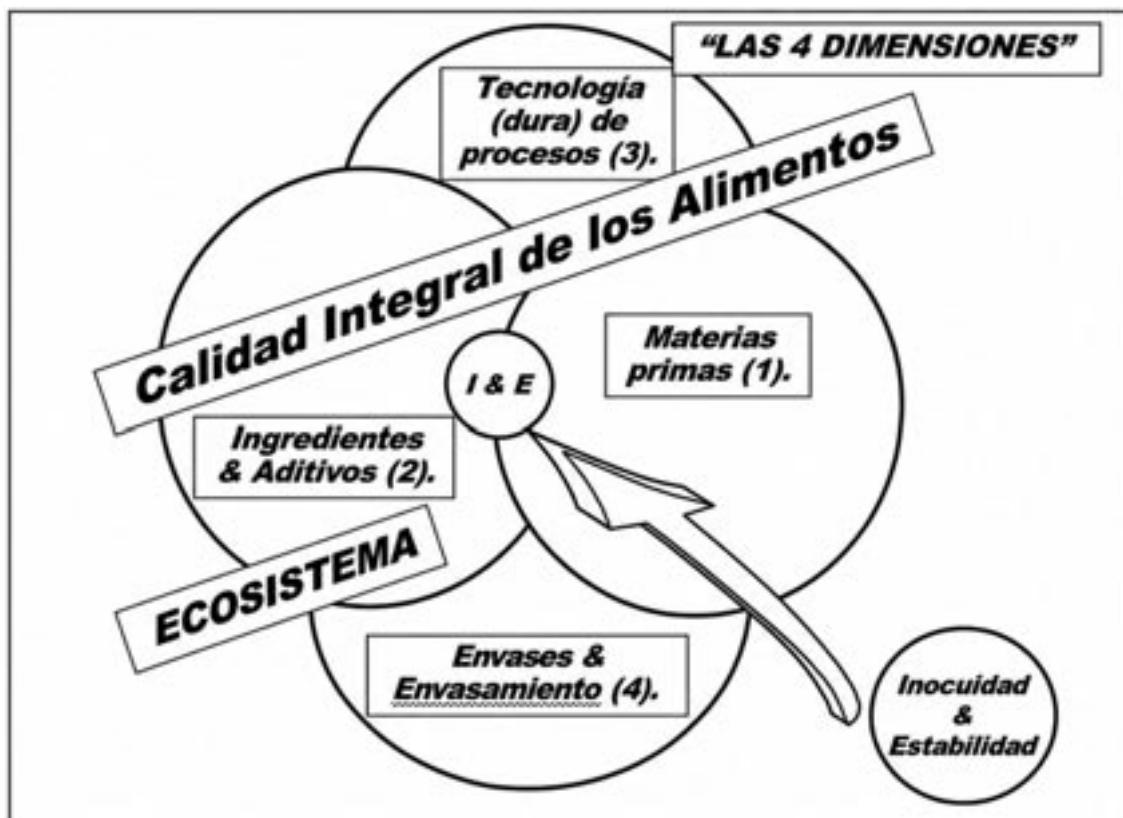 “LAS 4 DIMENSIONES”
Tecnología
(dura) de
procesos (3).
Calidad Integral de los Alimentos
Materias
primas (1).
I & E
Ingredientes
& Aditivos (2).
ECOSISTEMA
Envases &
Envasamiento (4).
Inocuidad
&
Estabilidad